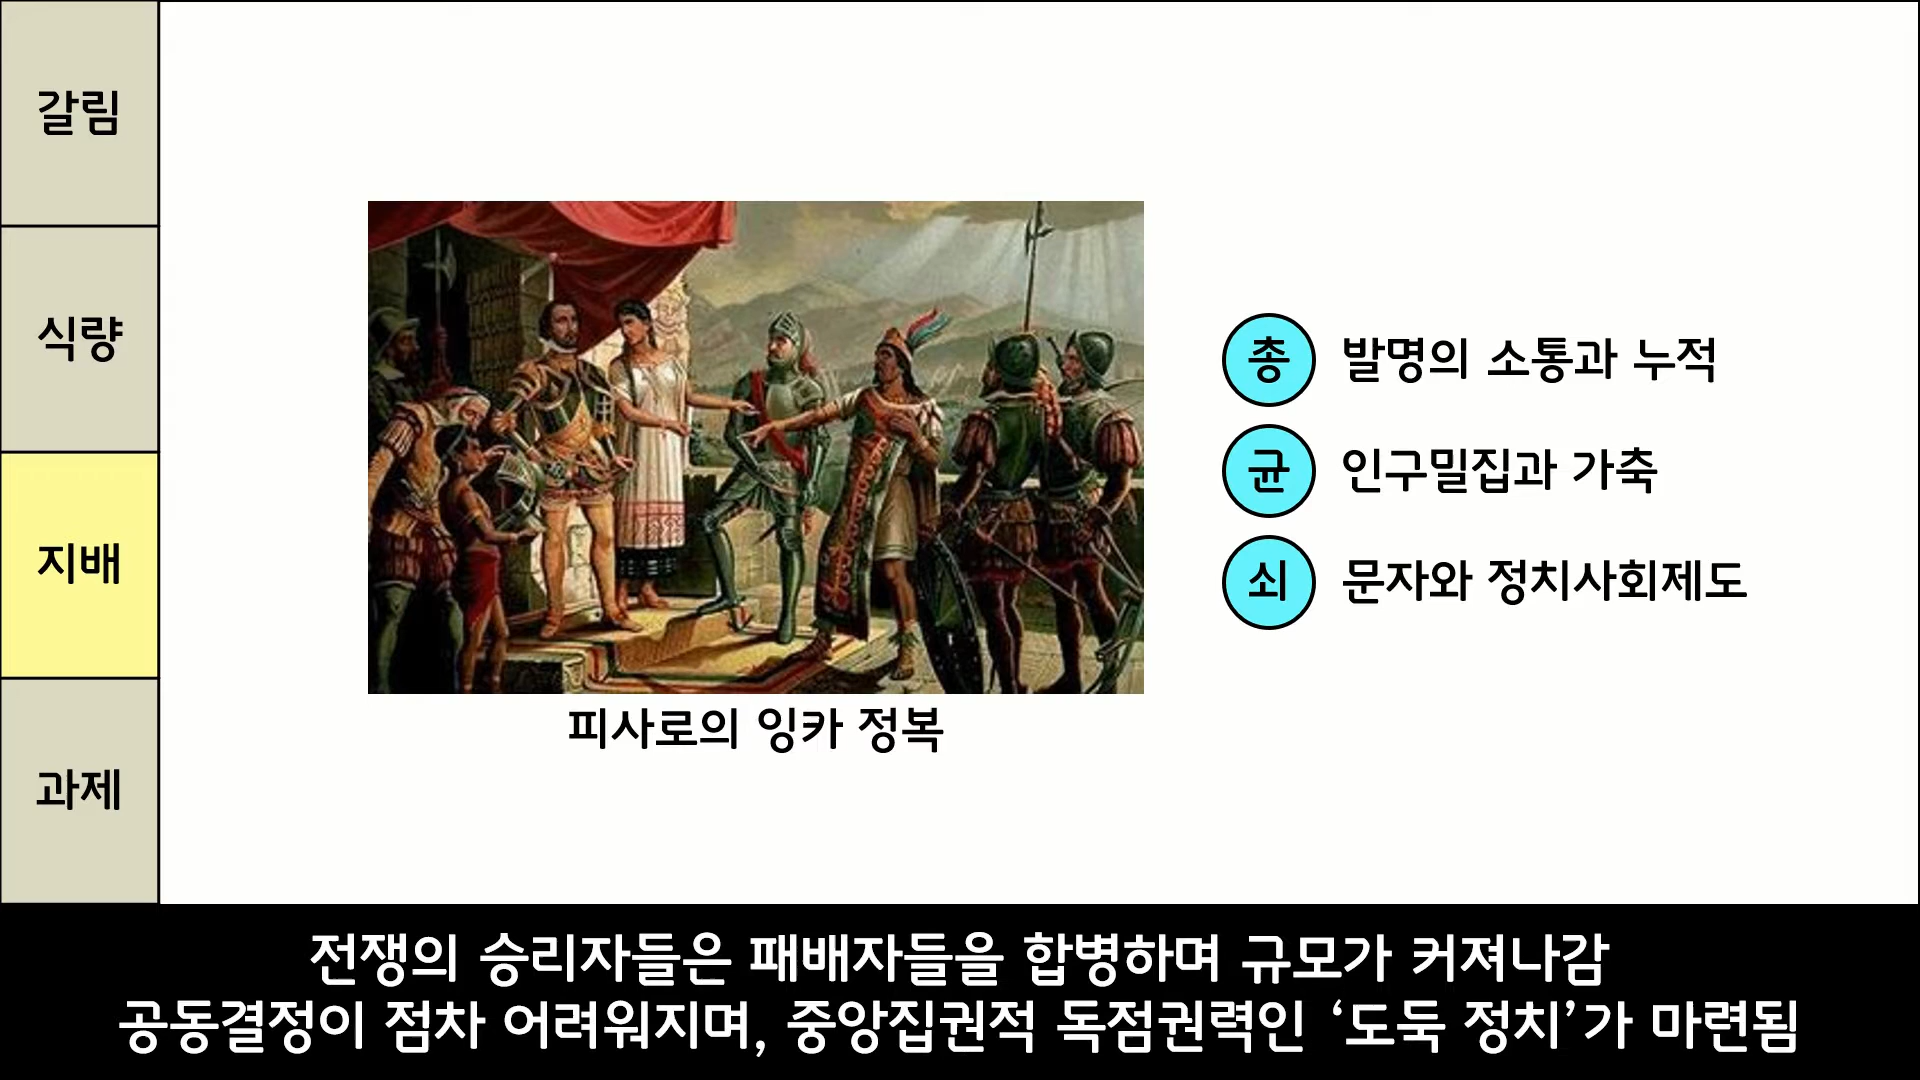 갈림
식량
지배
과제
피사로의 잉카 정복
총 발명의 소통과 누적
균 인구밀집과 가축
쇠 문자와 정치사회제도
전쟁의 승리자들은 패배자들을 합병하며 규모가 커져나감
공동결정이 점차 어려워지며, 중앙집권적 독점권력인 ‘도둑 정치’가 마련됨